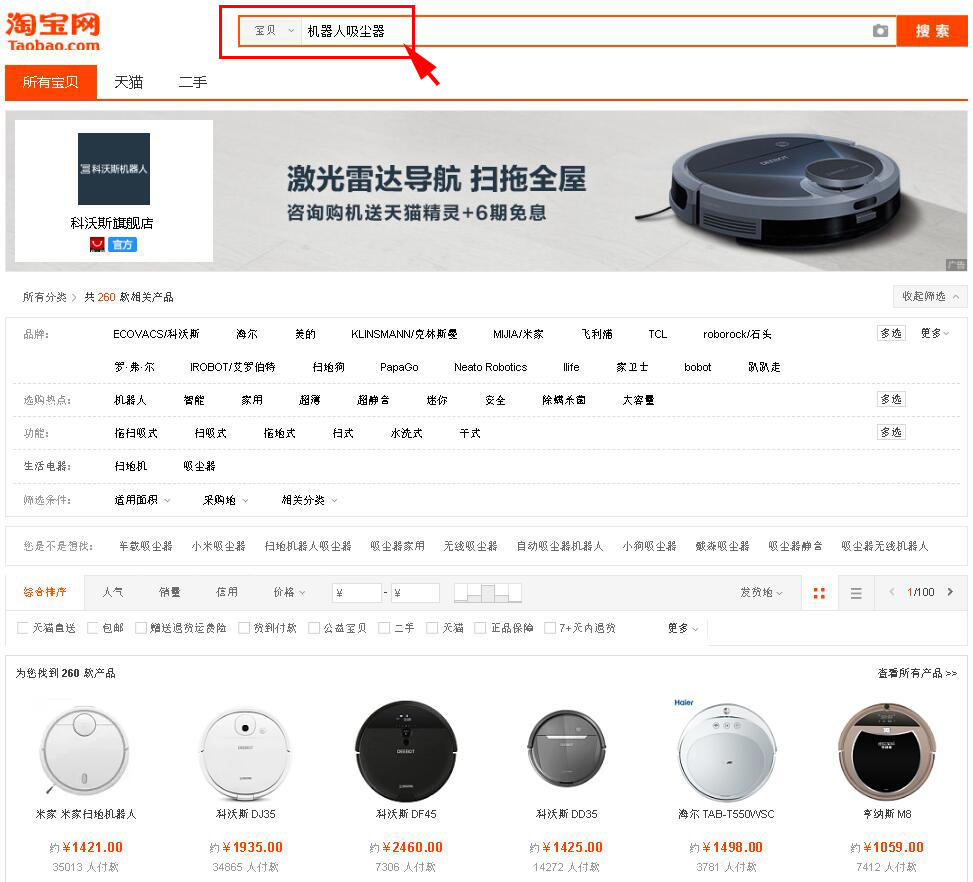 淘宝网
Taobao.com
宝贝 机器人吸尘器 搜索
所有宝贝 天猫 二手
科沃斯机器人
科沃斯旗舰店
官方
激光雷达导航 扫拖全屋
咨询购机送天猫精灵+6期免息
DEEBOT
广告
所有分类 > 共 260 款相关产品 收起筛选
品牌: ECOVACS/科沃斯 海尔 美的 KLINSMANN/克林斯曼 MIJIA/米家 飞利浦 TCL roborock/石头 多选 更多
罗·弗·尔 IROBOT/艾罗伯特 扫地狗 PapaGo Neato Robotics Ilife 家卫士 bobot 趴趴走
选购热点: 机器人 智能 家用 超薄 超静音 迷你 安全 除螨杀菌 大容量 多选
功能: 拖扫吸式 扫吸式 拖地式 扫式 水洗式 干式 多选
生活电器: 扫地机 吸尘器
筛选条件: 适用面积 采购地 相关分类
您是不是想找: 车载吸尘器 小米吸尘器 扫地机器人吸尘器 吸尘器家用 无线吸尘器 自动吸尘器机器人 小狗吸尘器 戴森吸尘器 吸尘器静音 吸尘器无线机器人
综合排序 人气 销量 信用 价格 ¥ - ¥ 发货地 < 1/100 >
天猫直送 包邮 赠送退货运费险 货到付款 公益宝贝 二手 天猫 正品保障 7+天内退货 更多
为您找到 260 款产品 查看所有产品 >>
DEEBOT DEEBOT DEEBOT Haier
米家 米家扫地机器人 科沃斯 DJ35 科沃斯 DF45 科沃斯 DD35 海尔 TAB-T550WSC 亨纳斯 M8
约 ¥1421.00 约 ¥1935.00 约 ¥2460.00 约 ¥1425.00 约 ¥1498.00 约 ¥1059.00
35013 人付款 34865 人付款 7306 人付款 14272 人付款 3781 人付款 7412 人付款